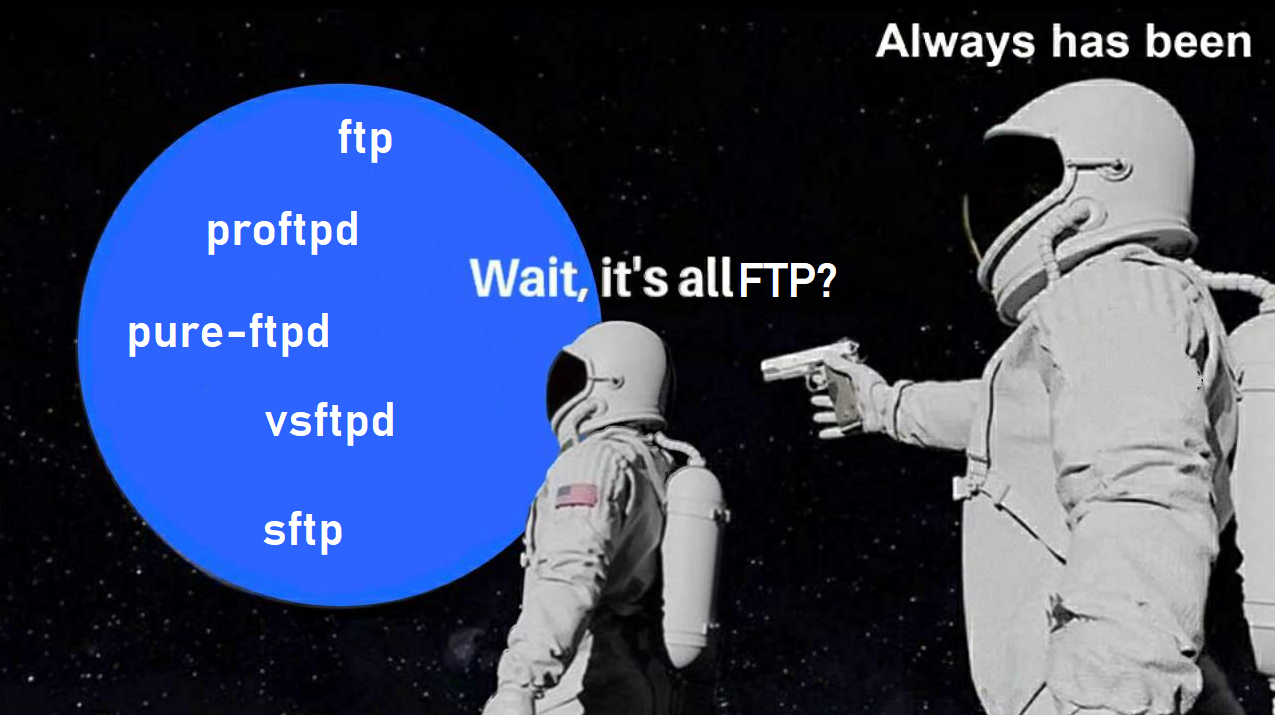 Always has been
ftp
proftpd
Wait, it's all FTP?
pure-ftpd
vsftpd
sftp